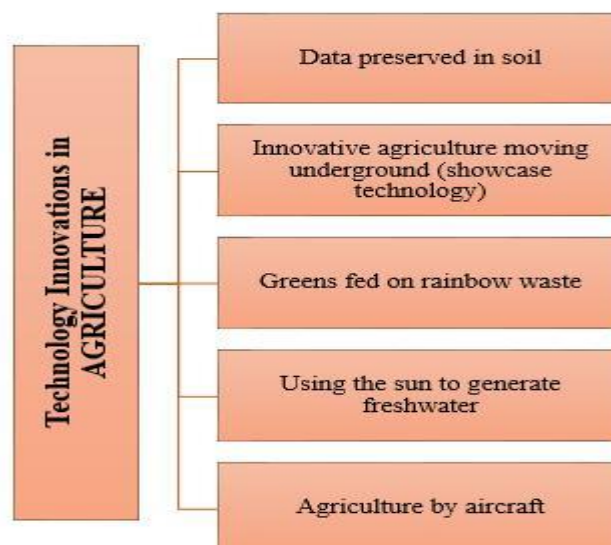 Technology Innovations in
AGRICULTURE
Data preserved in soil
Innovative agriculture moving
underground (showcase
technology)
Greens fed on rainbow waste
Using the sun to generate
freshwater
Agriculture by aircraft